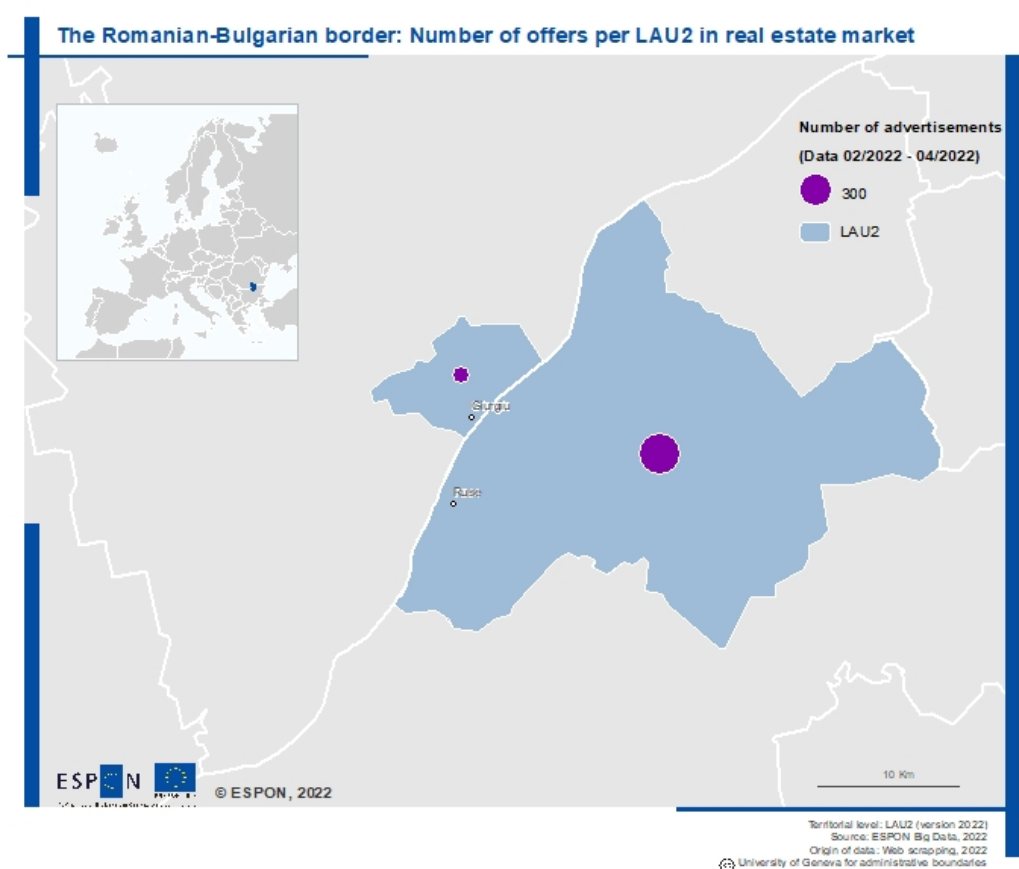 The Romanian-Bulgarian border: Number of offers per LAU2 in real estate market
Number of advertisements
(Data 02/2022 - 04/2022)
300
LAU2
Giurgiu
Ruse
10 Km
ESPON
© ESPON, 2022
Territorial level: LAU2 (version 2022)
Source: ESPON Big Data, 2022
Origin of data: Web scrapping, 2022
University of Geneva for administrative boundaries